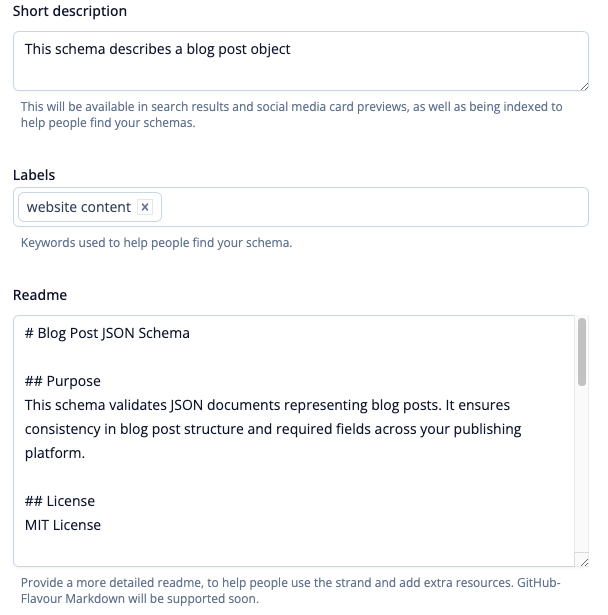 Short description
This schema describes a blog post object
This will be available in search results and social media card previews, as well as being indexed to
help people find your schemas.
Labels
website content x
Keywords used to help people find your schema.
Readme
# Blog Post JSON Schema
## Purpose
This schema validates JSON documents representing blog posts. It ensures
consistency in blog post structure and required fields across your publishing
platform.
## License
MIT License
Provide a more detailed readme, to help people use the strand and add extra resources. GitHub-
Flavour Markdown will be supported soon.